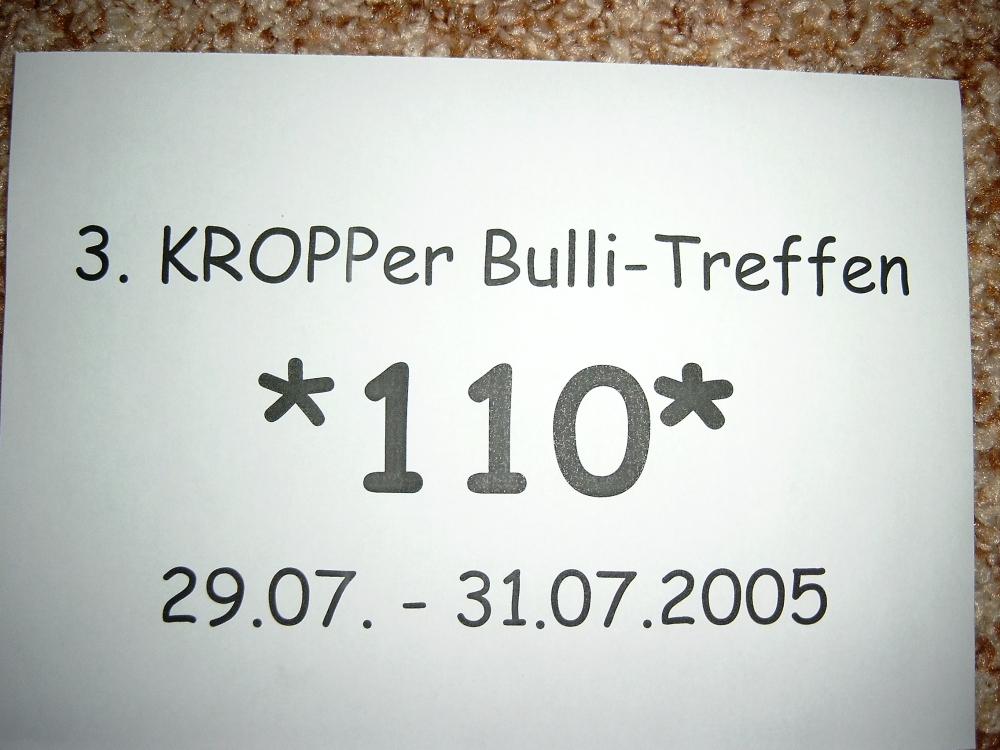 3. KROPPer Bulli-Treffen
*110*
29.07. - 31.07.2005